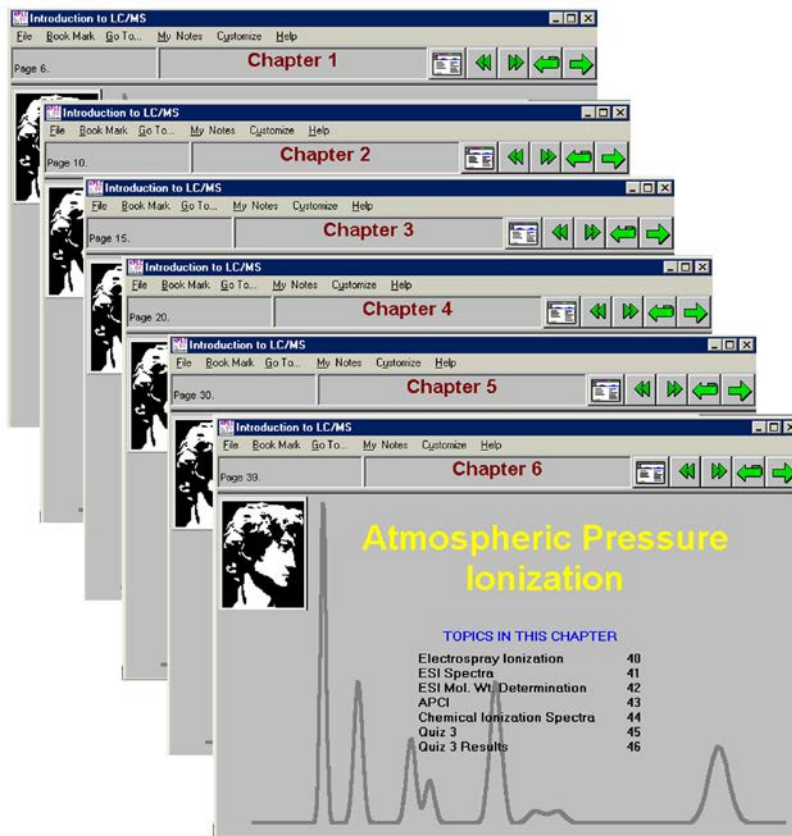 Introduction to LC/MS
File Book Mark Go To... My Notes Customize Help
Page 6.
Chapter 1
Introduction to LC/MS
File Book Mark Go To... My Notes Customize Help
Page 10.
Chapter 2
Introduction to LC/MS
File Book Mark Go To... My Notes Customize Help
Page 15.
Chapter 3
Introduction to LC/MS
File Book Mark Go To... My Notes Customize Help
Page 20.
Chapter 4
Introduction to LC/MS
File Book Mark Go To... My Notes Customize Help
Page 30.
Chapter 5
Introduction to LC/MS
File Book Mark Go To... My Notes Customize Help
Page 39.
Chapter 6
Atmospheric Pressure
Ionization
TOPICS IN THIS CHAPTER
Electrospray Ionization 40
ESI Spectra 41
ESI Mol. Wt. Determination 42
APCI 43
Chemical Ionization Spectra 44
Quiz 3 45
Quiz 3 Results 46